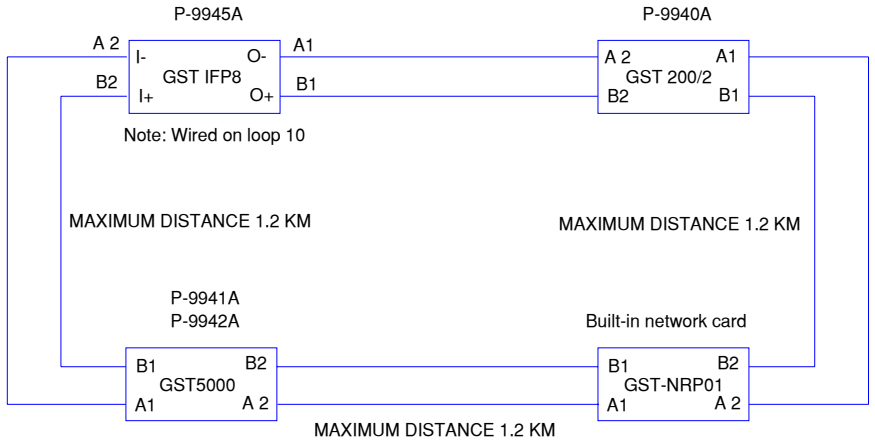 P-9945A
P-9940A
A 2
I-
O-
A1
A 2
A1
GST IFP8
GST 200/2
B2
I+
O+
B1
B2
B1
Note: Wired on loop 10
MAXIMUM DISTANCE 1.2 KM
MAXIMUM DISTANCE 1.2 KM
P-9941A
P-9942A
Built-in network card
B1
B2
B1
B2
GST5000
GST-NRP01
A1
A 2
A1
A 2
MAXIMUM DISTANCE 1.2 KM